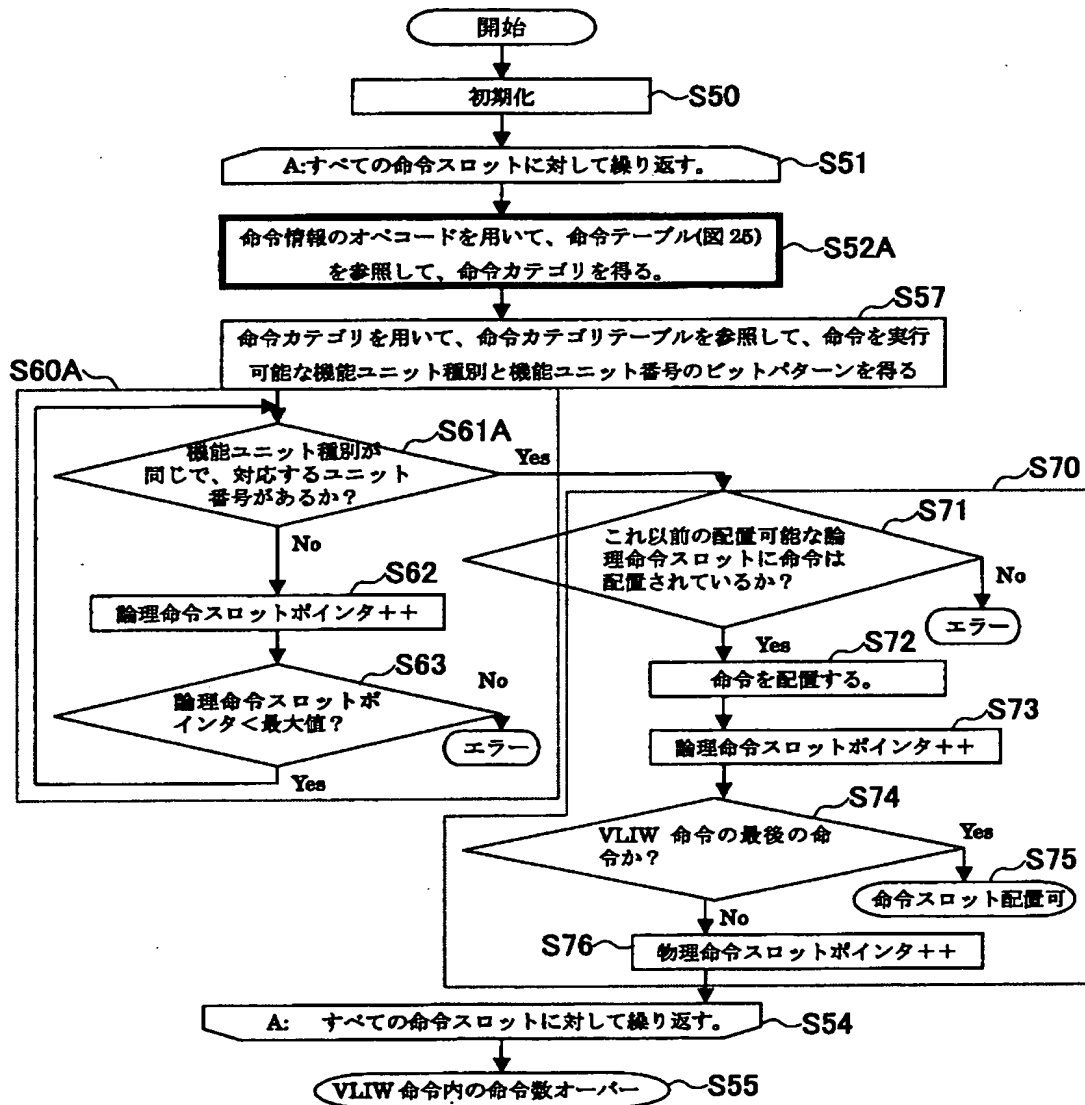 開始
初期化
S50
A:すべての命令スロットに対して繰り返す。
S51
命令情報のオペコードを用いて、命令テーブル(図25)
を参照して、命令カテゴリを得る。
S52A
S57
命令カテゴリを用いて、命令カテゴリテーブルを参照して、命令を実行
可能な機能ユニット種別と機能ユニット番号のビットパターンを得る
S60A
機能ユニット種別が
同じで、対応するユニット
番号があるか?
S61A
Yes
No
S62
論理命令スロットポインタ++
S63
論理命令スロットポ
インタ<最大値?
No
エラー
Yes
S70
S71
これ以前の配置可能な論
理命令スロットに命令は
配置されているか?
No
エラー
Yes
S72
命令を配置する。
S73
論理命令スロットポインタ++
S74
VLIW 命令の最後の命
令か?
Yes
S75
命令スロット配置可
No
S76
物理命令スロットポインタ++
A: すべての命令スロットに対して繰り返す。
S54
VLIW 命令内の命令数オーバー
S55